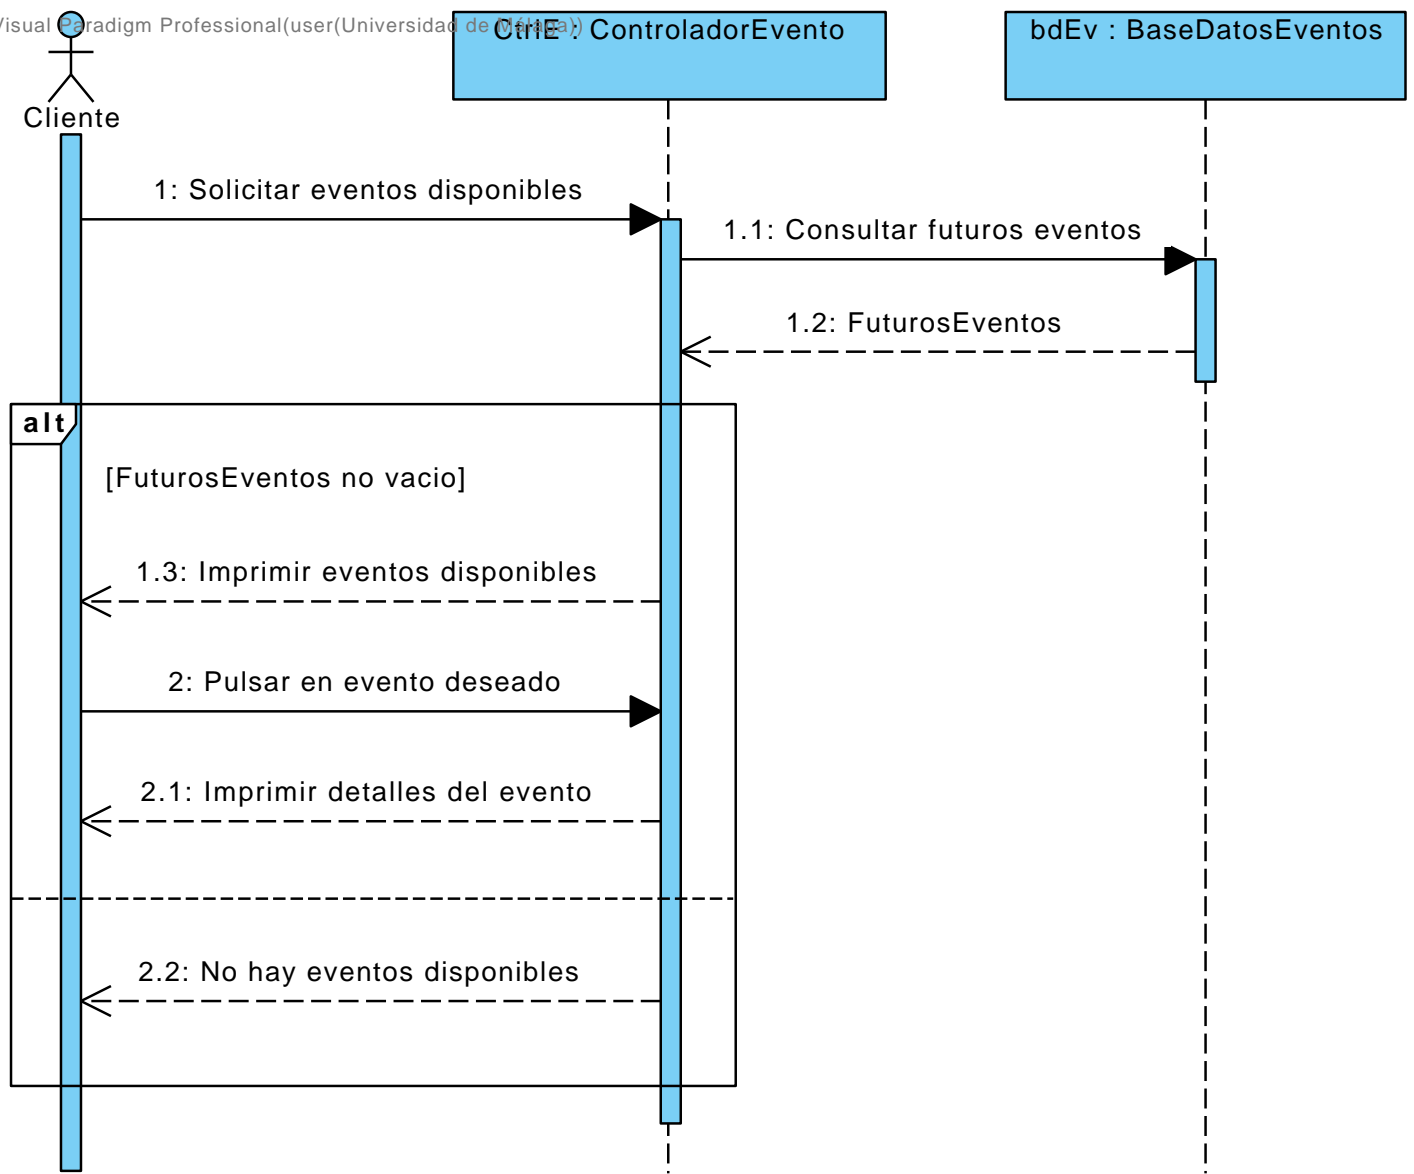 Visual Paradigm Professional(user(Universidad de Málaga))
CtrlE : ControladorEvento
bdEv : BaseDatosEventos
Cliente
1: Solicitar eventos disponibles
1.1: Consultar futuros eventos
1.2: FuturosEventos
alt
[FuturosEventos no vacio]
1.3: Imprimir eventos disponibles
2: Pulsar en evento deseado
2.1: Imprimir detalles del evento
2.2: No hay eventos disponibles